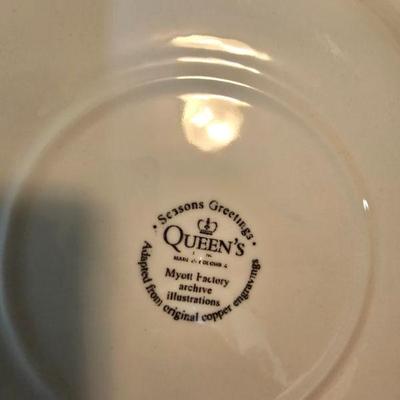 Seasons Greetings
QUEEN'S
Myott Factory
archive
illustrations
Adapted from original copper engravings